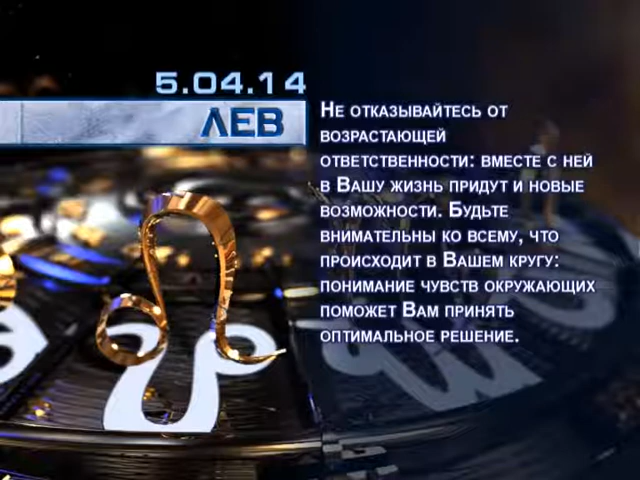 5.04.14
ЛЕВ
Не отказывайтесь от
возрастающей
ответственности: вместе с ней
в Вашу жизнь придут и новые
возможности. Будьте
внимательны ко всему, что
происходит в Вашем кругу:
понимание чувств окружающих
поможет Вам принять
оптимальное решение.